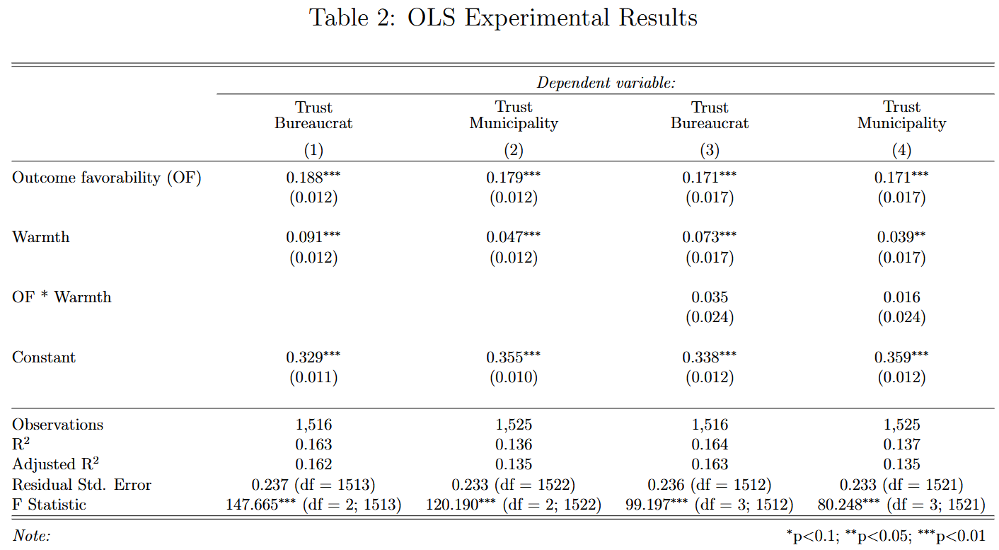 Table 2: OLS Experimental Results
Dependent variable:
Trust Trust Trust Trust
Bureaucrat Municipality Bureaucrat Municipality
(1) (2) (3) (4)
Outcome favorability (OF) 0.188*** 0.179*** 0.171*** 0.171***
(0.012) (0.012) (0.017) (0.017)
Warmth 0.091*** 0.047*** 0.073*** 0.039**
(0.012) (0.012) (0.017) (0.017)
OF * Warmth 0.035 0.016
(0.024) (0.024)
Constant 0.329*** 0.355*** 0.338*** 0.359***
(0.011) (0.010) (0.012) (0.012)
Observations 1,516 1,525 1,516 1,525
R² 0.163 0.136 0.164 0.137
Adjusted R² 0.162 0.135 0.163 0.135
Residual Std. Error 0.237 (df = 1513) 0.233 (df = 1522) 0.236 (df = 1512) 0.233 (df = 1521)
F Statistic 147.665*** (df = 2; 1513) 120.190*** (df = 2; 1522) 99.197*** (df = 3; 1512) 80.248*** (df = 3; 1521)
Note: *p<0.1; **p<0.05; ***p<0.01